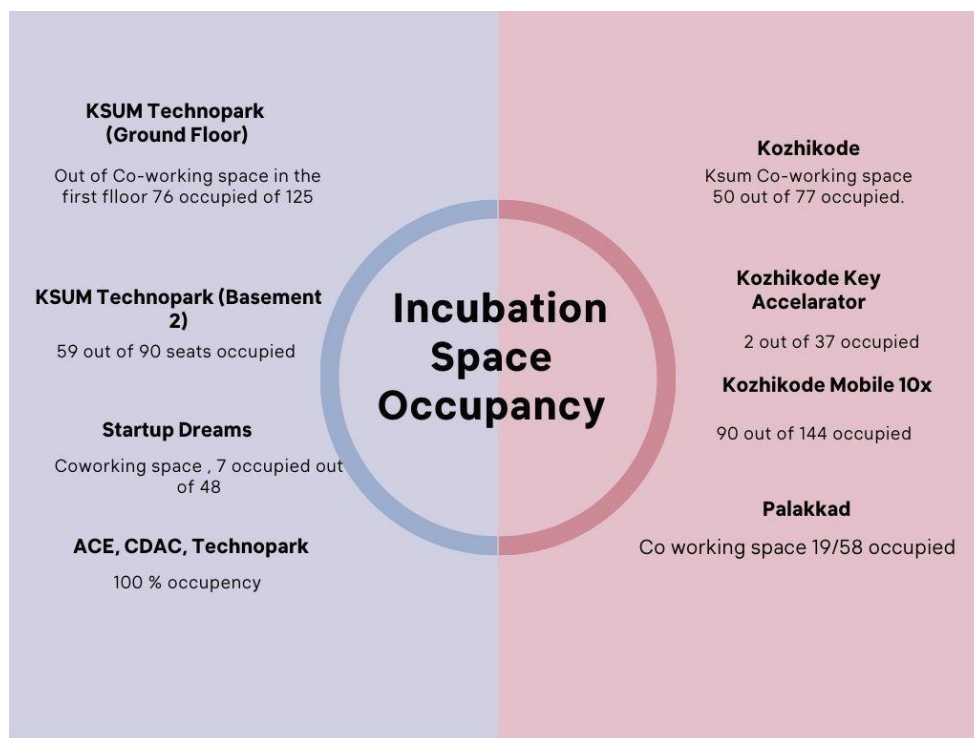 KSUM Technopark
(Ground Floor)
Out of Co-working space in the
first flloor 76 occupied of 125
KSUM Technopark (Basement
2)
59 out of 90 seats occupied
Startup Dreams
Coworking space , 7 occupied out
of 48
ACE, CDAC, Technopark
100 % occupency
Incubation
Space
Occupancy
Kozhikode
Ksum Co-working space
50 out of 77 occupied.
Kozhikode Key
Accelarator
2 out of 37 occupied
Kozhikode Mobile 10x
90 out of 144 occupied
Palakkad
Co working space 19/58 occupied